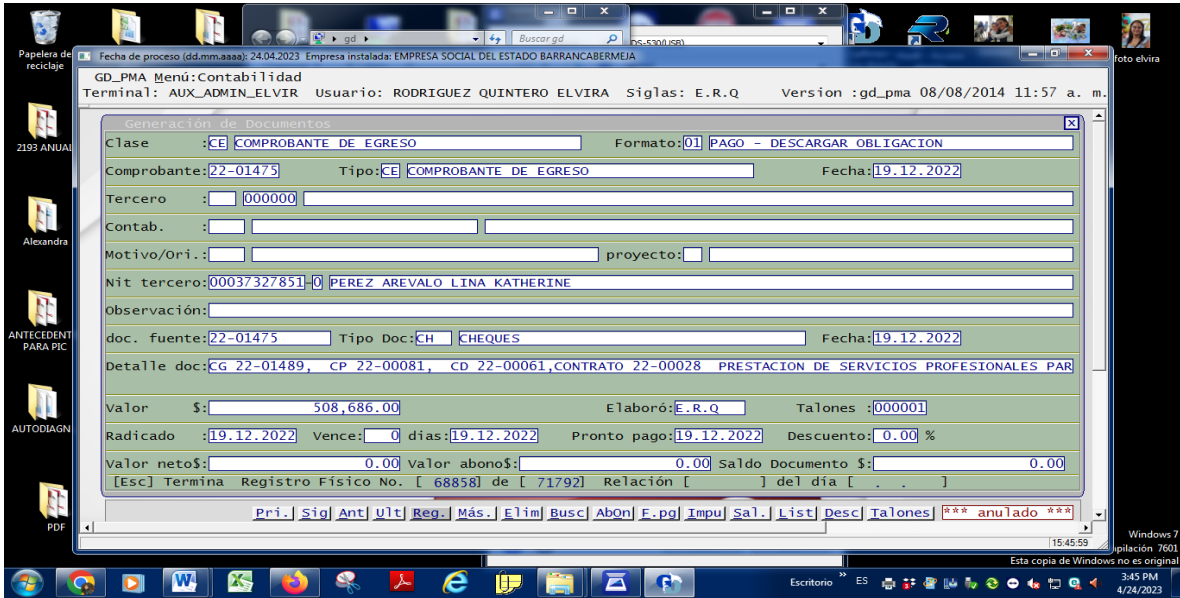 Papelera de
reciclaje
gd
Buscar gd
DS-530(USB)
foto elvira
Fecha de proceso (dd.mm.aaaa): 24.04.2023 Empresa instalada: EMPRESA SOCIAL DEL ESTADO BARRANCABERMEJA
GD_PMA Menú:Contabilidad
Terminal: AUX_ADMIN_ELVIR Usuario: RODRIGUEZ QUINTERO ELVIRA Siglas: E.R.Q Version :gd_pma 08/08/2014 11:57 a. m.
2193 ANUAL
Generación de Documentos
Clase :CE COMPROBANTE DE EGRESO Formato:01 PAGO - DESCARGAR OBLIGACION
Comprobante:22-01475 Tipo:CE COMPROBANTE DE EGRESO Fecha:19.12.2022
Tercero : 000000
Contab. :
Alexandra
Motivo/Ori.: proyecto:
Nit tercero:00037327851-0 PEREZ AREVALO LINA KATHERINE
Observación:
ANTECEDENT
PARA PIC
doc. fuente:22-01475 Tipo Doc:CH CHEQUES Fecha:19.12.2022
Detalle doc:CG 22-01489, CP 22-00081, CD 22-00061,CONTRATO 22-00028 PRESTACION DE SERVICIOS PROFESIONALES PAR
Valor $: 508,686.00 Elaboró:E.R.Q Talones :000001
AUTODIAGN
Radicado :19.12.2022 Vence: 0 dias:19.12.2022 Pronto pago:19.12.2022 Descuento: 0.00 %
Valor neto$: 0.00 Valor abono$: 0.00 Saldo Documento $: 0.00
[Esc] Termina Registro Físico No. [ 68858] de [ 71792] Relación [ ] del día [ . . ]
Pri. Sig Ant Ult Reg. Más. Elim Busc AbOn F.pg Impu Sal. List Desc Talones *** anulado ***
PDF
15:45:59
Windows 7
pilación 7601
Esta copia de Windows no es original
Escritorio » ES
3:45 PM
4/24/2023